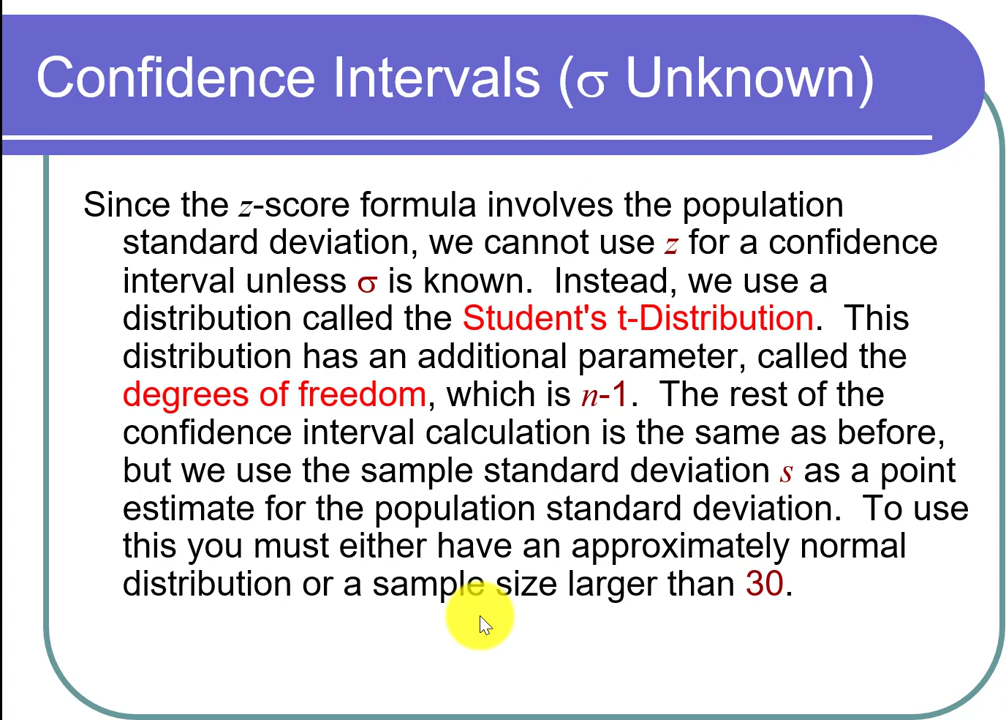 Confidence Intervals (σ Unknown)
Since the z-score formula involves the population
standard deviation, we cannot use z for a confidence
interval unless σ is known.  Instead, we use a
distribution called the Student's t-Distribution.  This
distribution has an additional parameter, called the
degrees of freedom, which is n-1.  The rest of the
confidence interval calculation is the same as before,
but we use the sample standard deviation s as a point
estimate for the population standard deviation.  To use
this you must either have an approximately normal
distribution or a sample size larger than 30.